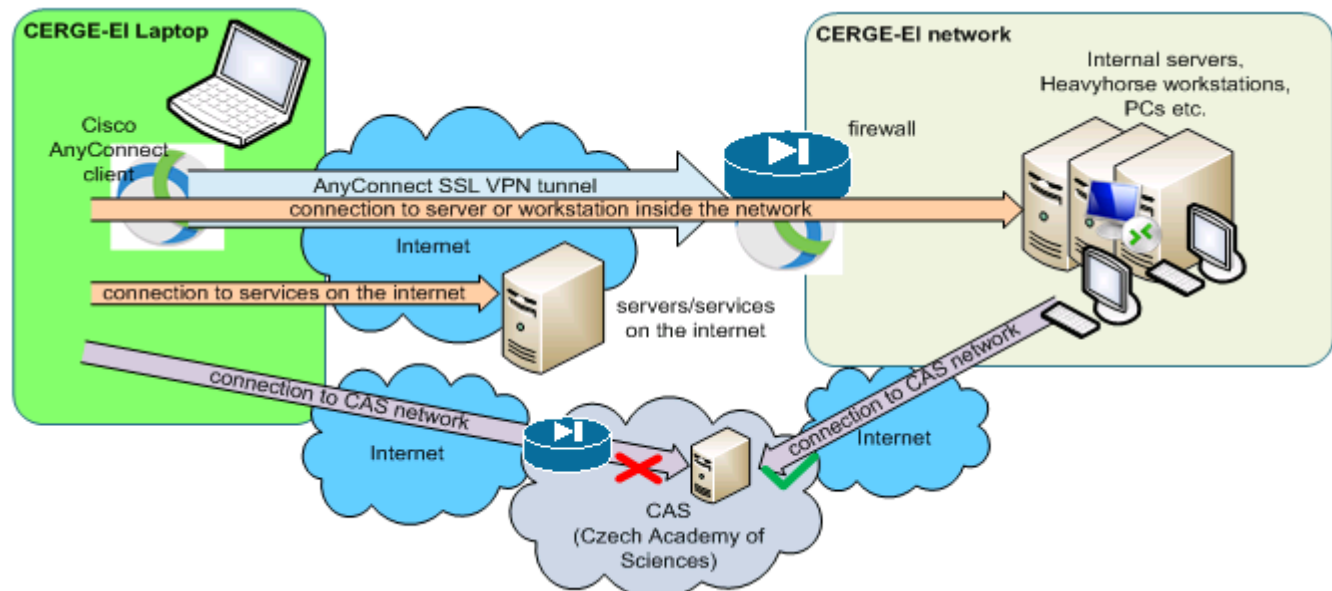 CERGE-EI Laptop
CERGE-EI network
Internal servers,
Heavyhorse workstations,
PCs etc.
Cisco
AnyConnect
client
firewall
AnyConnect SSL VPN tunnel
connection to server or workstation inside the network
Internet
connection to services on the internet
servers/services
on the internet
connection to CAS network
Internet
connection to CAS network
Internet
CAS
(Czech Academy of
Sciences)